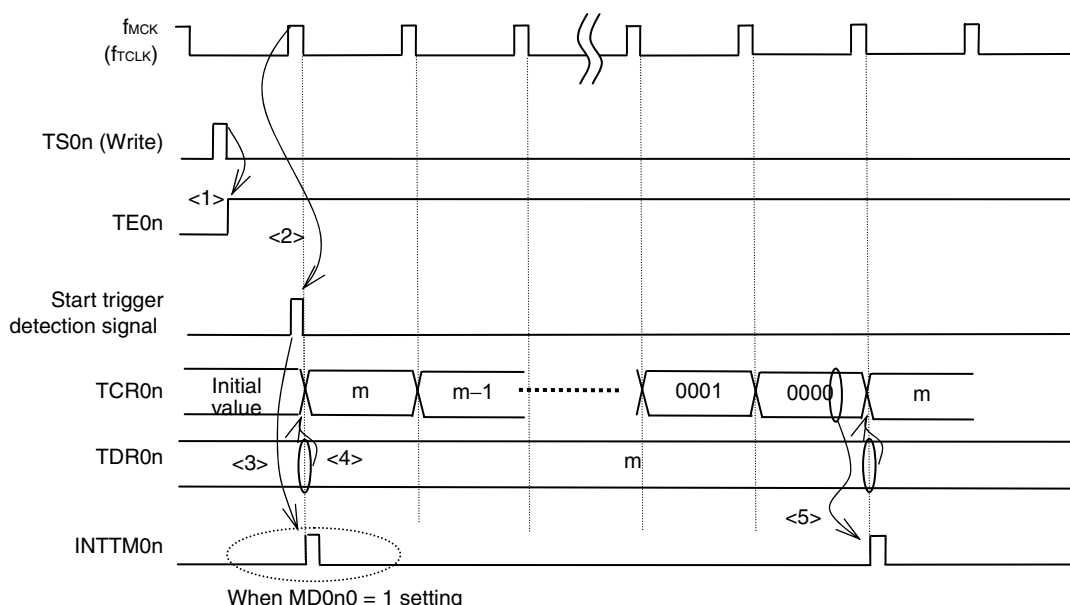 fMCK
(fTCLK)
TS0n (Write)
<1>
TE0n
<2>
Start trigger
detection signal
TCR0n
Initial
value
m
m−1
0001
0000
m
TDR0n
<3>
<4>
m
<5>
INTTM0n
When MD0n0 = 1 setting